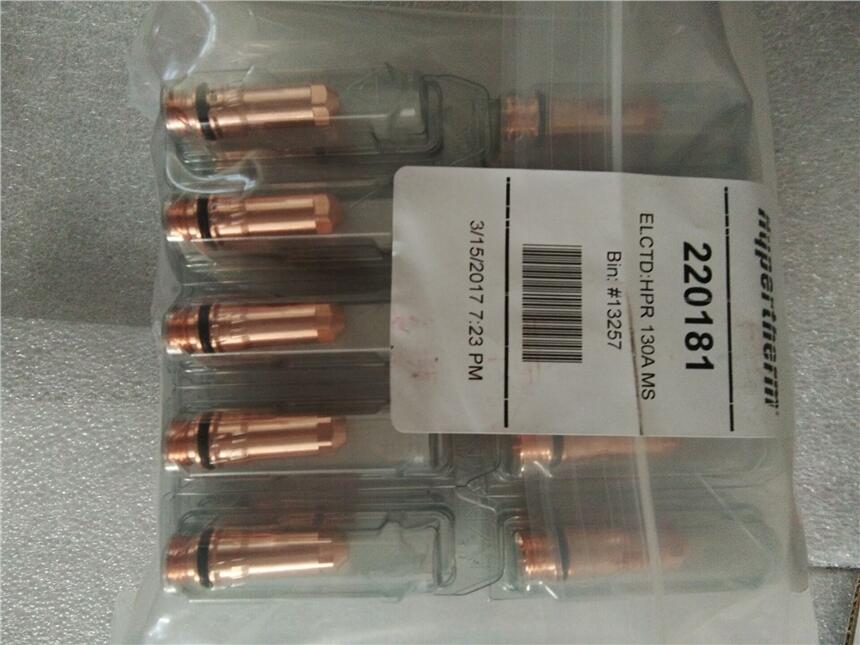 Hypertherm
220181
ELCTD:HPR 130A MS
Bin: #13257
3/15/2017 7:23 PM